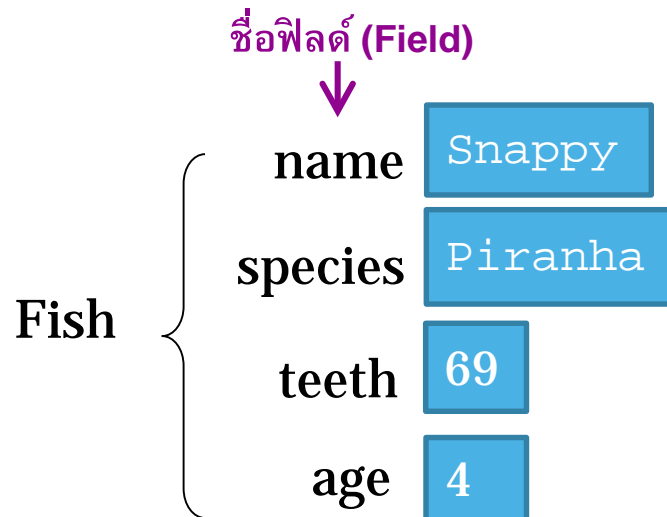 ชื่อฟิลด์ (Field)
name Snappy
species Piranha
Fish
teeth 69
age 4